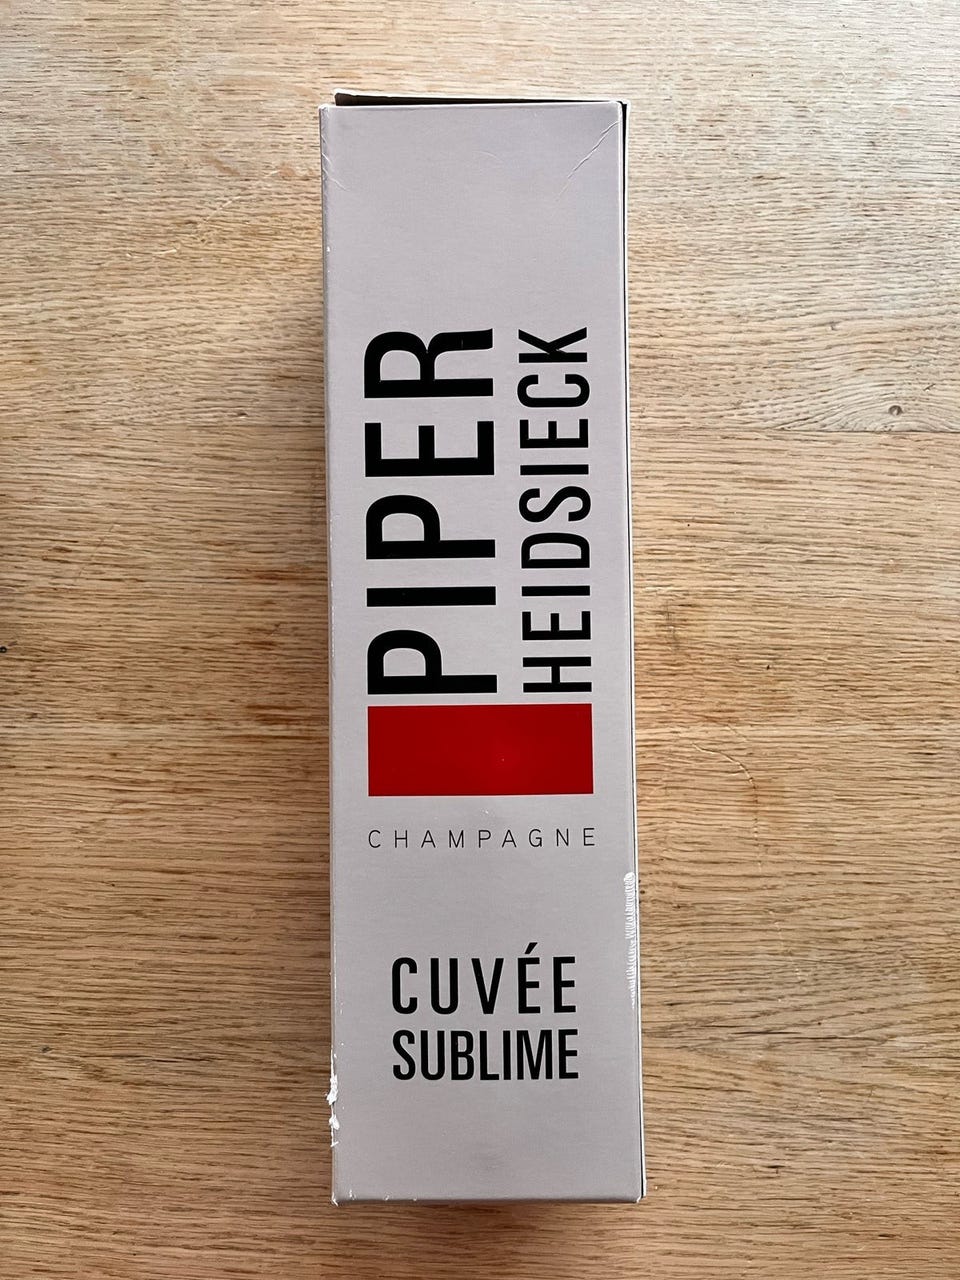 PIPER
HEIDSIECK
CHAMPAGNE
CUVÉE
SUBLIME